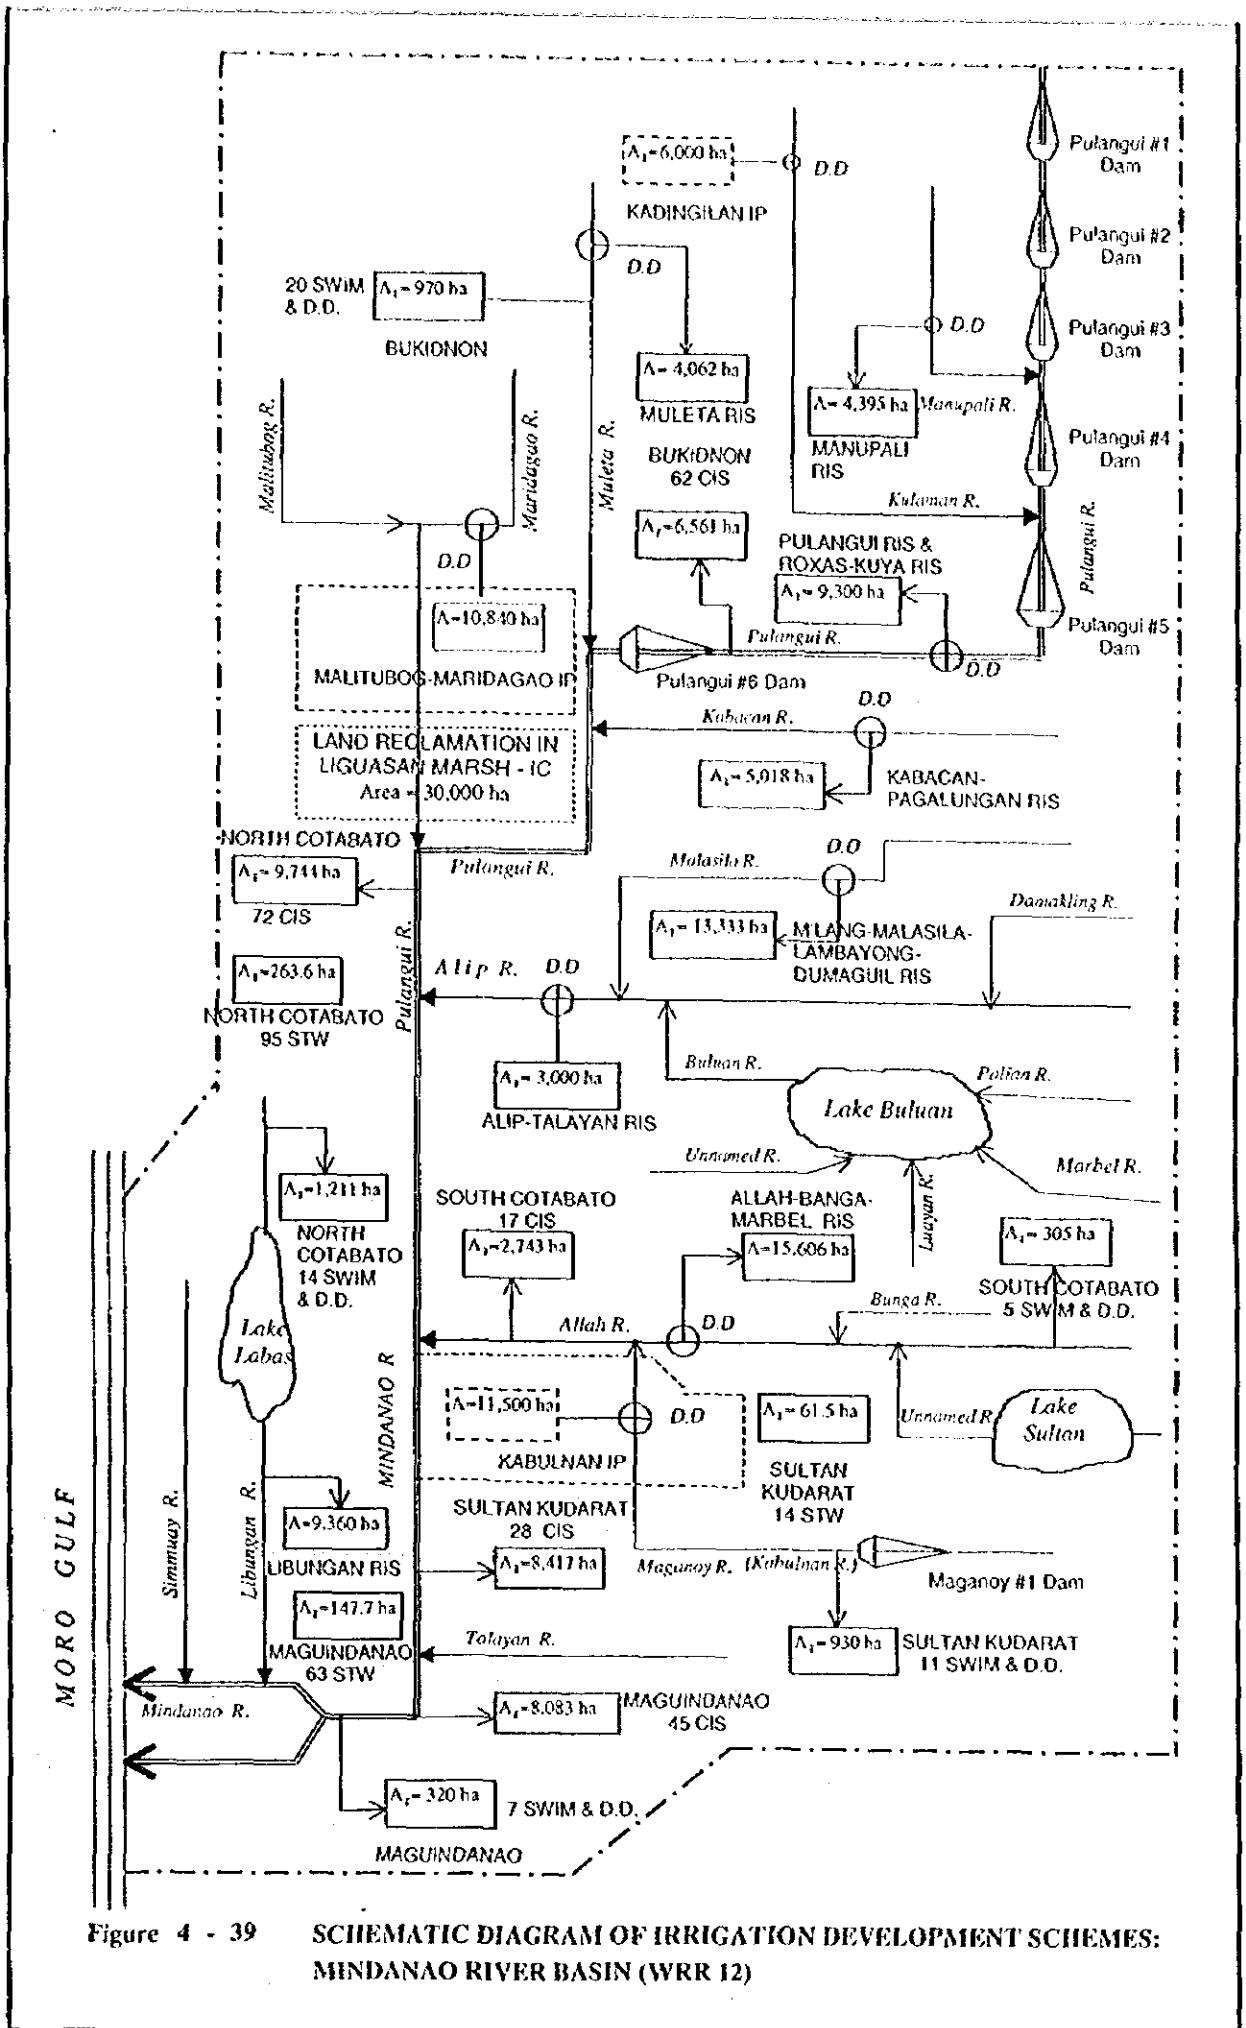 Pulangui #1
Dam
A₁=6,000 ha
D.D
KADINGILAN IP
Pulangui #2
Dam
D.D
20 SWIM
& D.D.
A₁=970 ha
BUKIDNON
Pulangui #3
Dam
D.D
A=4,062 ha
MULETA RIS
A=4,395 ha
Manupali R.
MANUPALI
RIS
Malitubog R.
Maridagao R.
Muleta R.
BUKIDNON
62 CIS
Pulangui #4
Dam
Kulaman R.
Pulangui R.
D.D
A₁=6,561 ha
PULANGUI RIS &
ROXAS-KUYA RIS
A₁=9,300 ha
A=10,840 ha
MALITUBOG-MARIDAGAO IP
Pulangui R.
Pulangui #5
Dam
D.D
Pulangui #6 Dam
Kabacan R.
D.D
LAND RECLAMATION IN
LIGUASAN MARSH - IC
Area = 30,000 ha
A₁=5,018 ha
KABACAN-
PAGALUNGAN RIS
NORTH COTABATO
A₁= 9,744 ha
72 CIS
Pulangui R.
Malasila R.
D.D
Damakling R.
A₁= 13,333 ha
M'LANG-MALASILA-
LAMBAYONG-
DUMAGUIL RIS
A₁=263.6 ha
NORTH COTABATO
95 STW
Pulangui R.
Alip R.
D.D
A₁= 3,000 ha
ALIP-TALAYAN RIS
Buluan R.
Lake Buluan
Palian R.
Unnamed R.
Luayan R.
Marbel R.
A₁=1,211 ha
NORTH
COTABATO
14 SWIM
& D.D.
SOUTH COTABATO
17 CIS
A₁=2,743 ha
ALLAH-BANGA-
MARBEL RIS
A=15,606 ha
A₁= 305 ha
SOUTH COTABATO
5 SWIM & D.D.
Bunga R.
Lake
Labas
Allah R.
D.D
MINDANAO R
A=11,500 ha
D.D
KABULNAN IP
A₁= 61.5 ha
SULTAN
KUDARAT
14 STW
Unnamed R
Lake
Sultan
MORO GULF
Simmuay R.
Libungan R.
A=9,360 ha
LIBUNGAN RIS
SULTAN KUDARAT
28 CIS
A₁=8,417 ha
Maganoy R. (Kabulnan R.)
Maganoy #1 Dam
A₁=147.7 ha
MAGUINDANAO
63 STW
Talayan R.
A₁= 930 ha
SULTAN KUDARAT
11 SWIM & D.D.
Mindanao R.
A₁=8.083 ha
MAGUINDANAO
45 CIS
A₁= 320 ha
7 SWIM & D.D.
MAGUINDANAO
Figure 4 - 39 SCHEMATIC DIAGRAM OF IRRIGATION DEVELOPMENT SCHEMES:
MINDANAO RIVER BASIN (WRR 12)